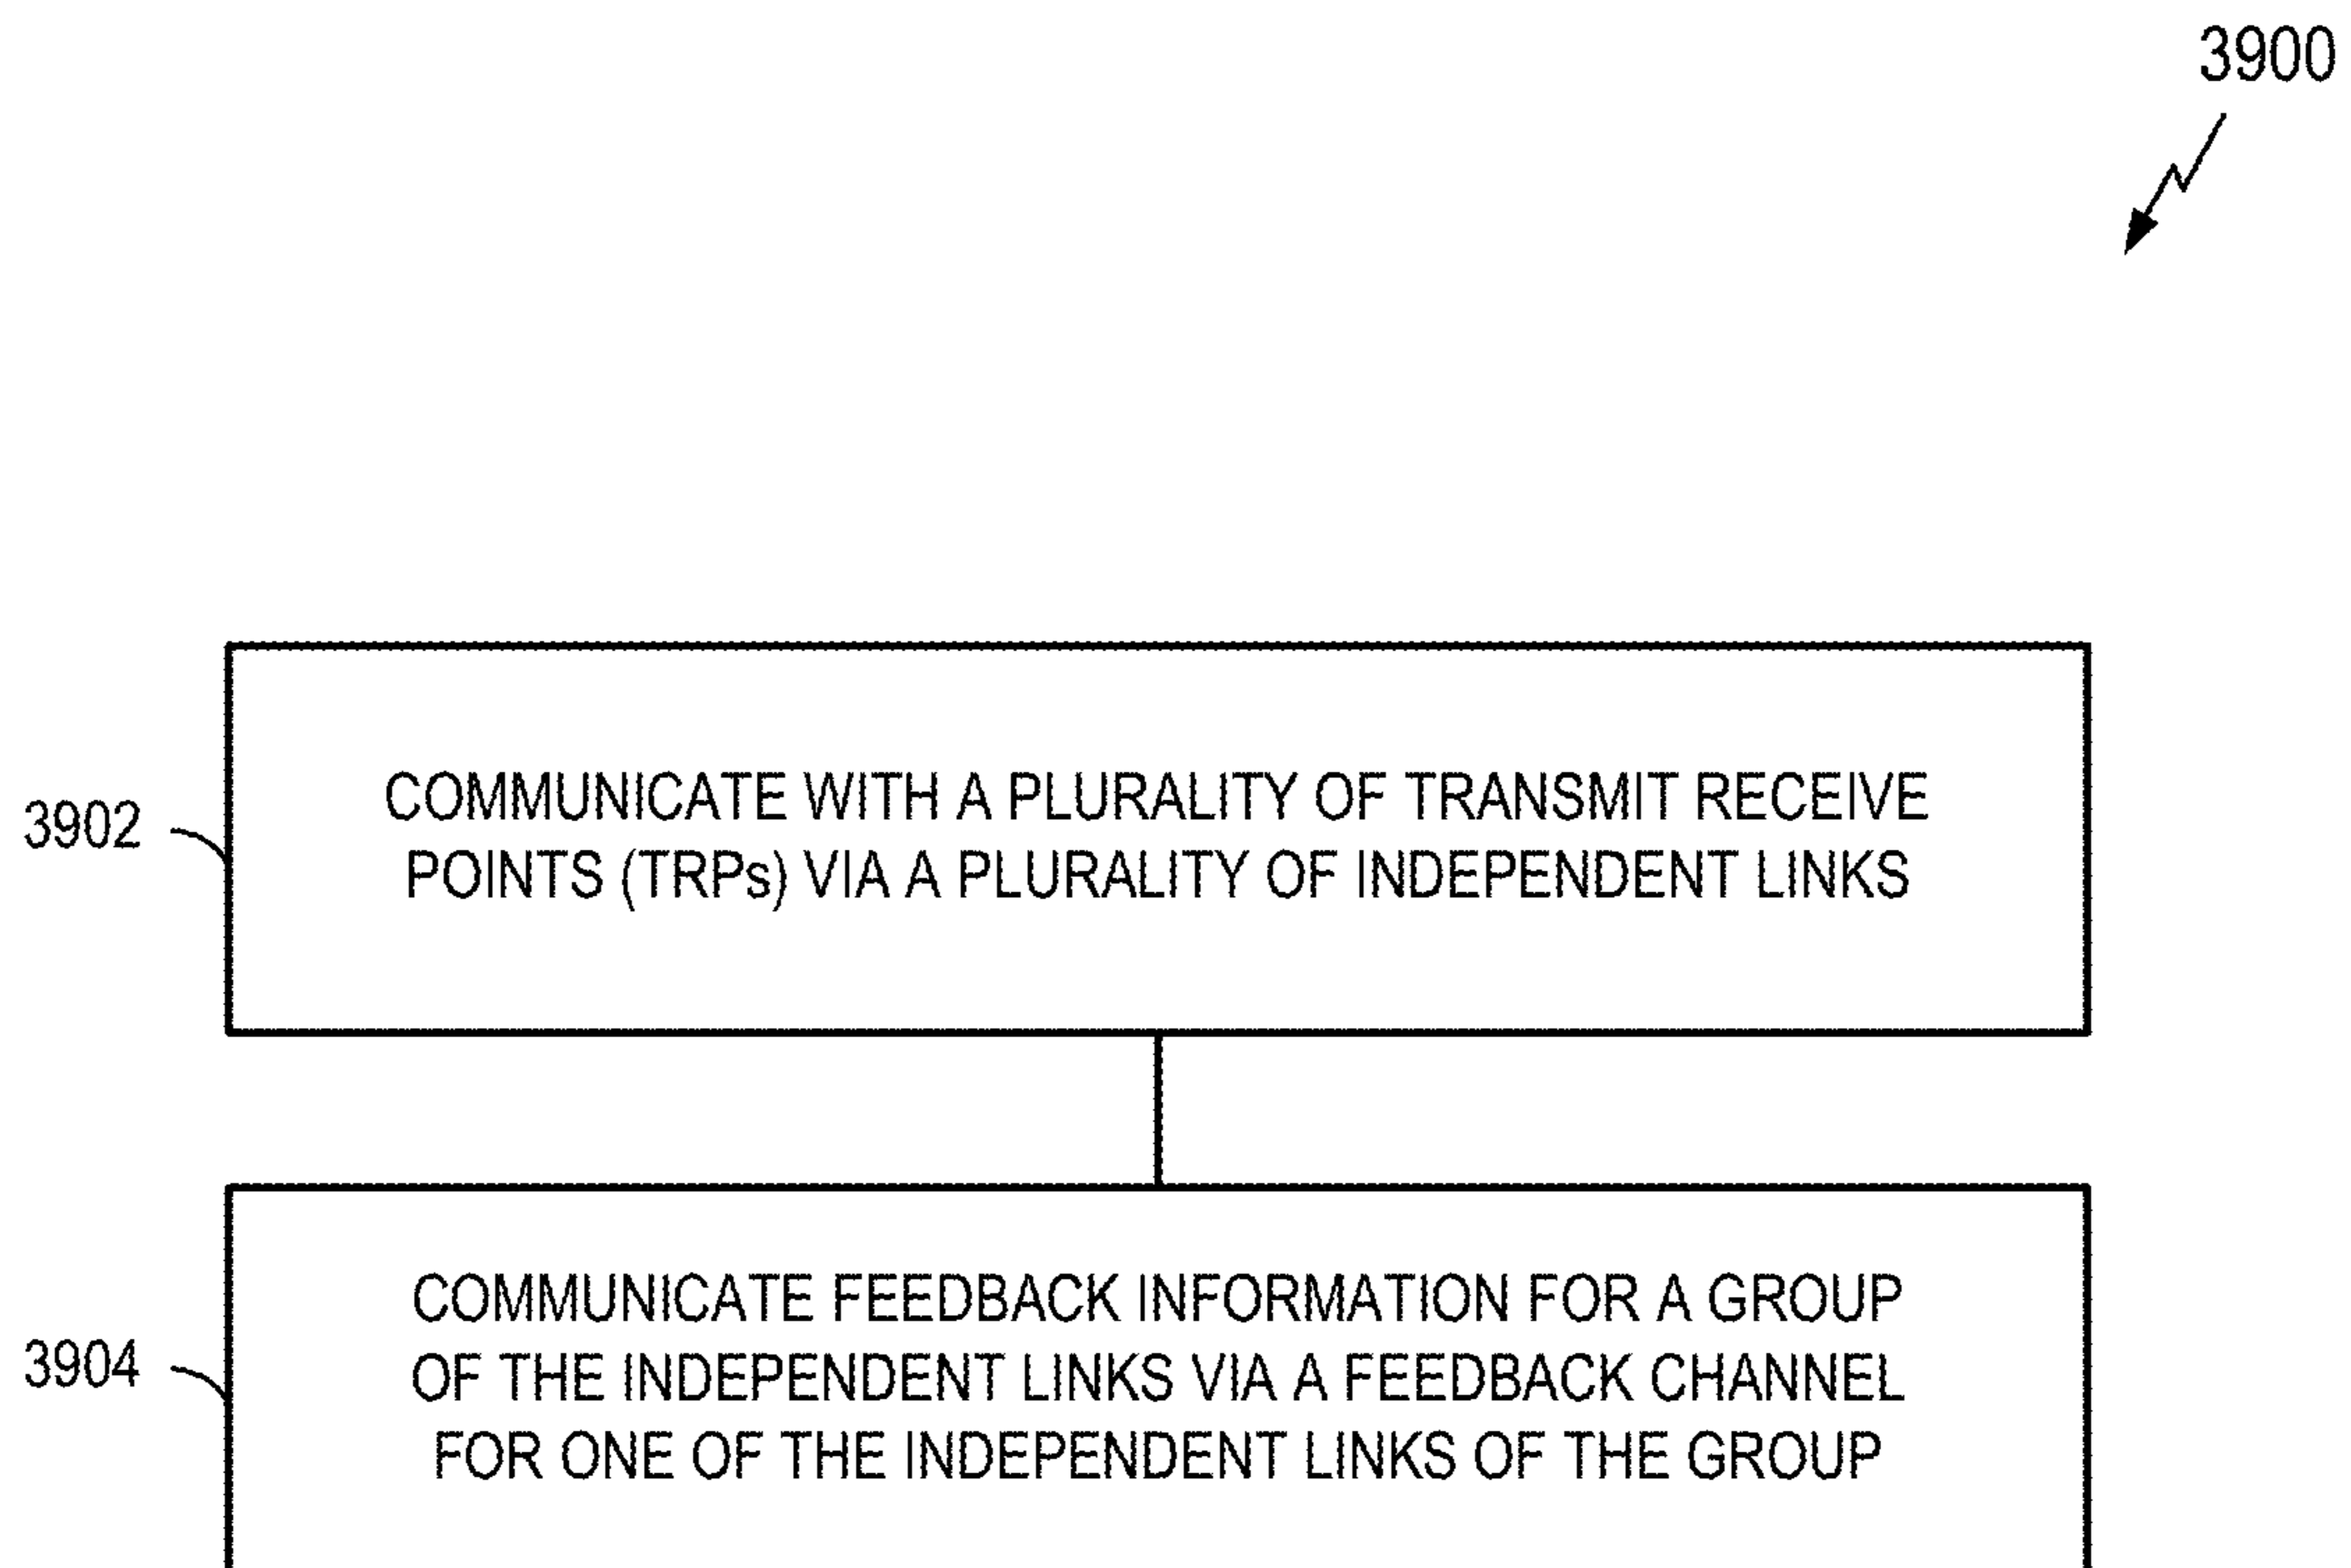 3900
3902
COMMUNICATE WITH A PLURALITY OF TRANSMIT RECEIVE
POINTS (TRPs) VIA A PLURALITY OF INDEPENDENT LINKS
3904
COMMUNICATE FEEDBACK INFORMATION FOR A GROUP
OF THE INDEPENDENT LINKS VIA A FEEDBACK CHANNEL
FOR ONE OF THE INDEPENDENT LINKS OF THE GROUP